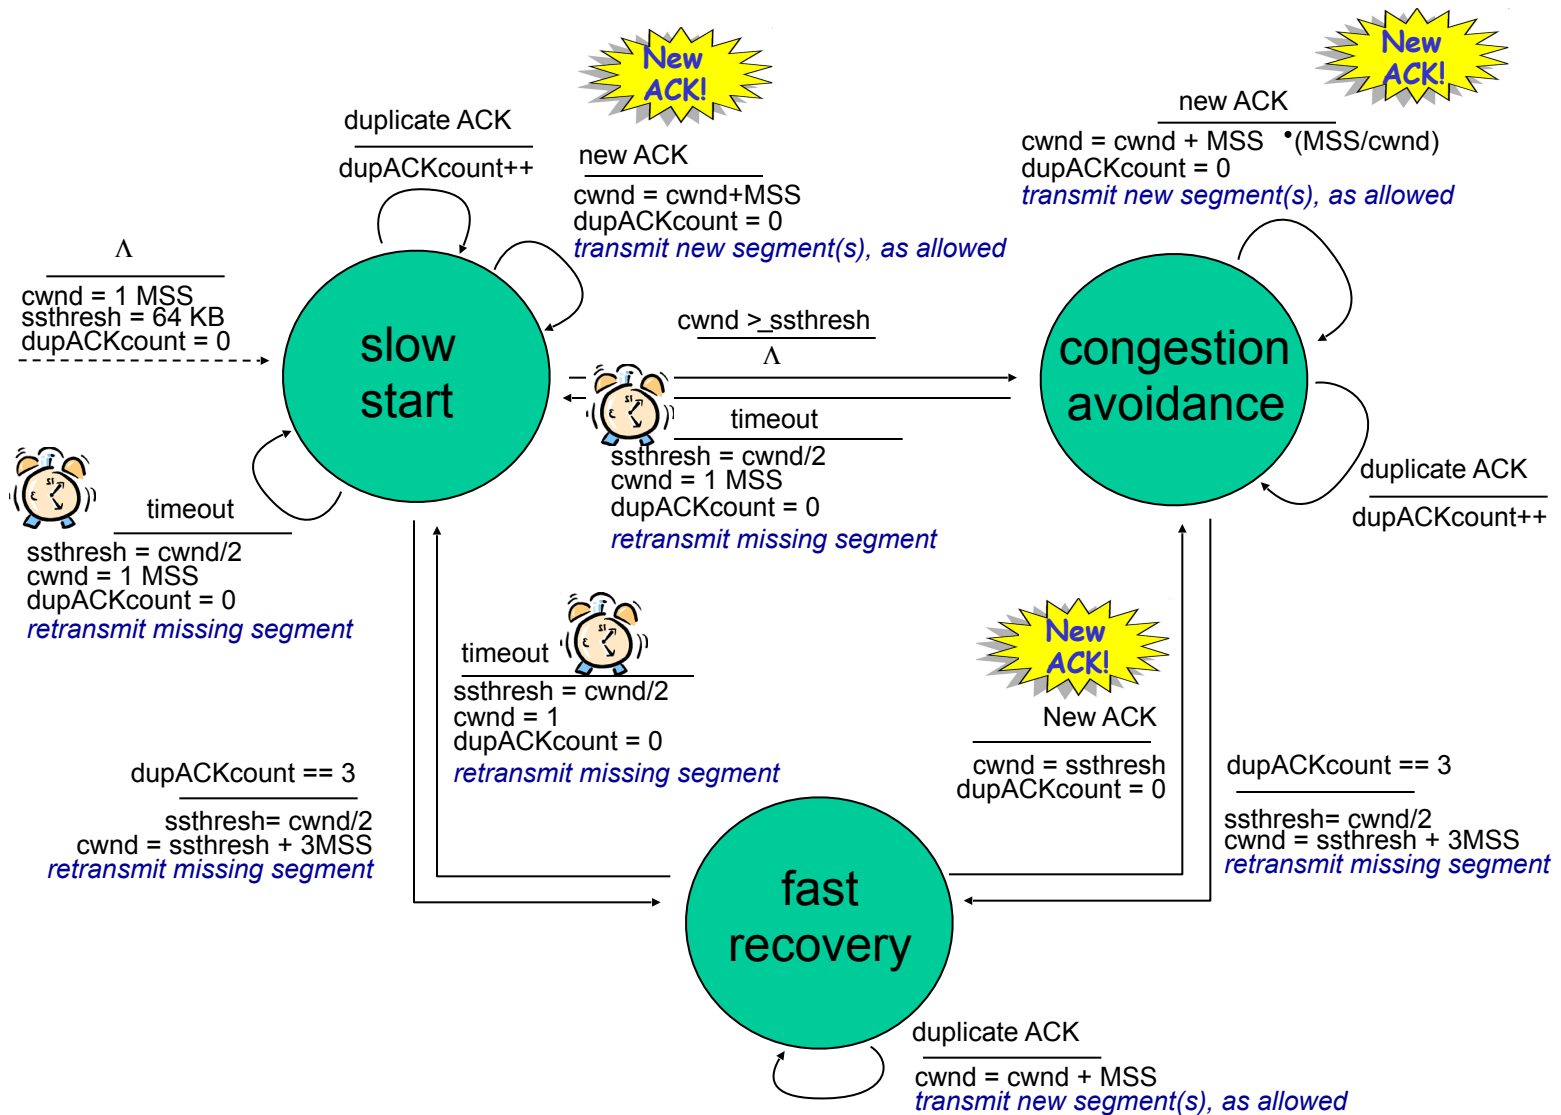 New
ACK!
duplicate ACK
dupACKcount++
new ACK
cwnd = cwnd+MSS
dupACKcount = 0
transmit new segment(s), as allowed
New
ACK!
new ACK
cwnd = cwnd + MSS •(MSS/cwnd)
dupACKcount = 0
transmit new segment(s), as allowed
Λ
cwnd = 1 MSS
ssthresh = 64 KB
dupACKcount = 0
slow
start
cwnd > ssthresh
Λ
timeout
ssthresh = cwnd/2
cwnd = 1 MSS
dupACKcount = 0
retransmit missing segment
congestion
avoidance
duplicate ACK
dupACKcount++
timeout
ssthresh = cwnd/2
cwnd = 1 MSS
dupACKcount = 0
retransmit missing segment
timeout
ssthresh = cwnd/2
cwnd = 1
dupACKcount = 0
retransmit missing segment
New
ACK!
New ACK
cwnd = ssthresh
dupACKcount = 0
dupACKcount == 3
ssthresh= cwnd/2
cwnd = ssthresh + 3MSS
retransmit missing segment
dupACKcount == 3
ssthresh= cwnd/2
cwnd = ssthresh + 3MSS
retransmit missing segment
fast
recovery
duplicate ACK
cwnd = cwnd + MSS
transmit new segment(s), as allowed